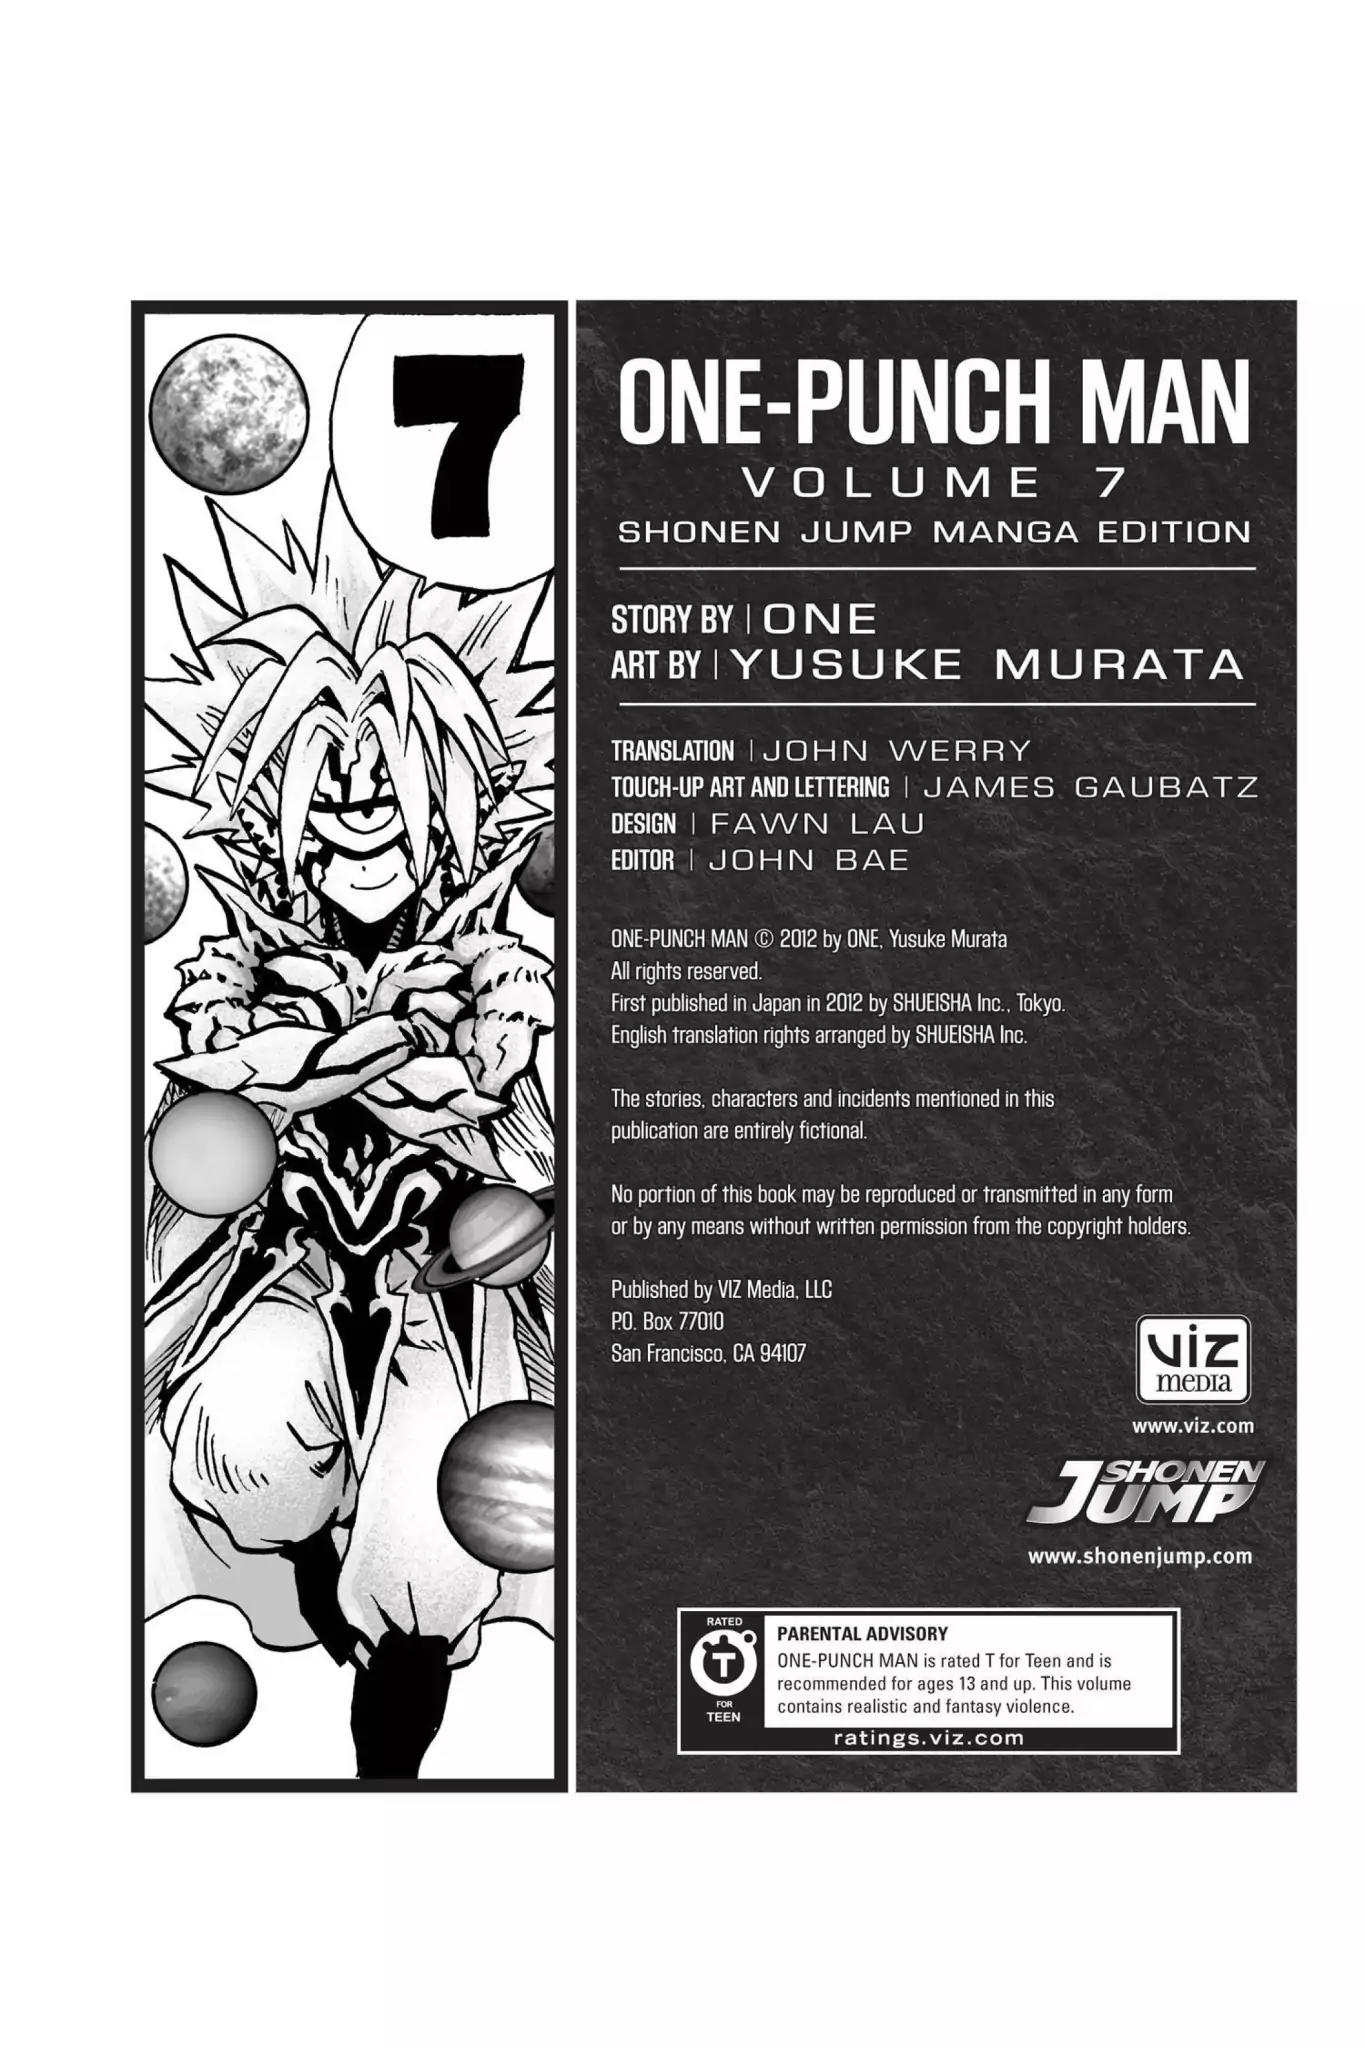 7
ONE-PUNCH MAN
VOLUME 7
SHONEN JUMP MANGA EDITION
STORY BY | ONE
ART BY | YUSUKE MURATA
TRANSLATION | JOHN WERRY
TOUCH-UP ART AND LETTERING | JAMES GAUBATZ
DESIGN | FAWN LAU
EDITOR | JOHN BAE
ONE-PUNCH MAN © 2012 by ONE, Yusuke Murata
All rights reserved.
First published in Japan in 2012 by SHUEISHA Inc., Tokyo.
English translation rights arranged by SHUEISHA Inc.
The stories, characters and incidents mentioned in this
publication are entirely fictional.
No portion of this book may be reproduced or transmitted in any form
or by any means without written permission from the copyright holders.
Published by VIZ Media, LLC
P.O. Box 77010
San Francisco, CA 94107
VIZ
MEDIA
www.viz.com
SHONEN
JUMP
www.shonenjump.com
RATED
T
FOR
TEEN
PARENTAL ADVISORY
ONE-PUNCH MAN is rated T for Teen and is
recommended for ages 13 and up. This volume
contains realistic and fantasy violence.
ratings.viz.com